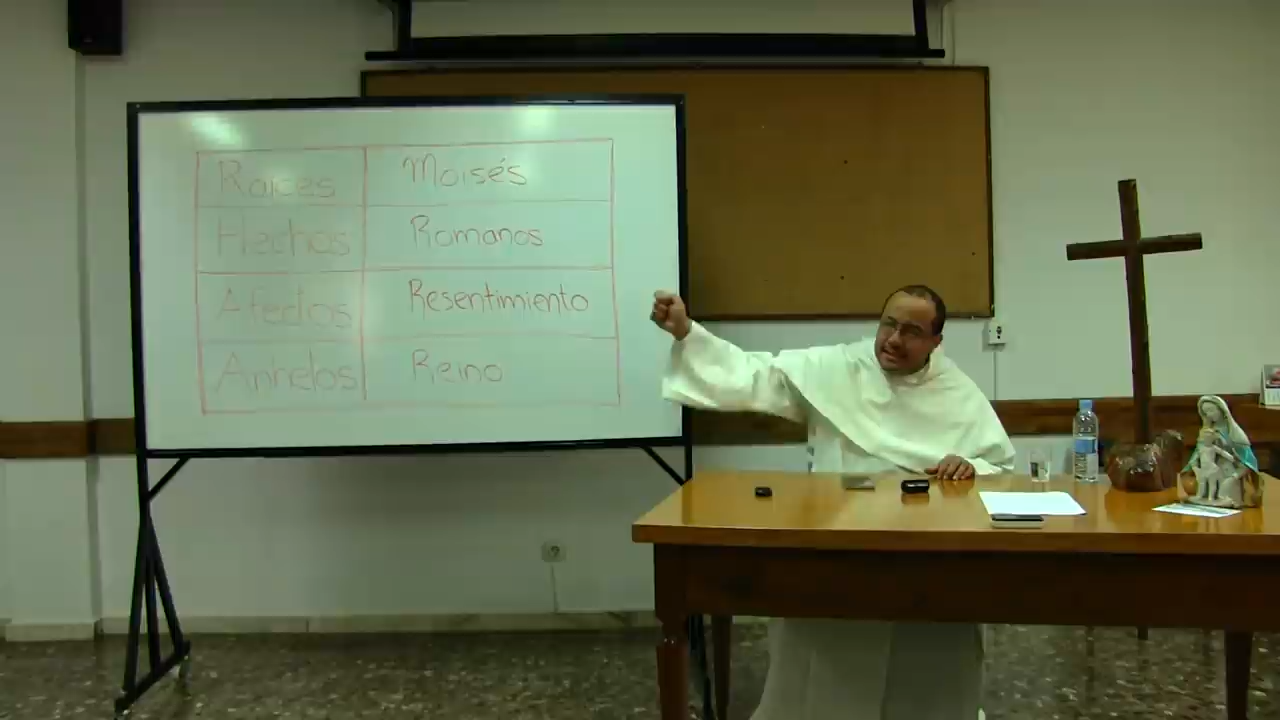 Raíces Moisés
Hechos Romanos
Afectos Resentimiento
Anhelos Reino